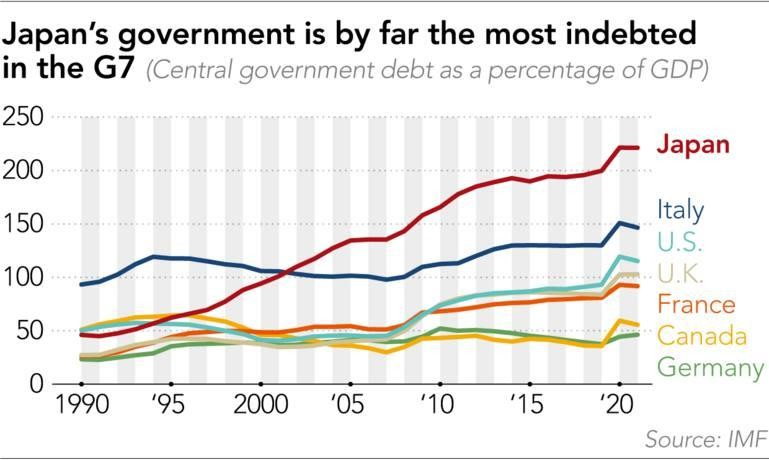 Japan's government is by far the most indebted
in the G7 (Central government debt as a percentage of GDP)
250
200
150
100
50
0
Japan
Italy
U.S.
U.K.
France
Canada
Germany
1990 '95 2000 '05 '10 '15 '20
Source: IMF